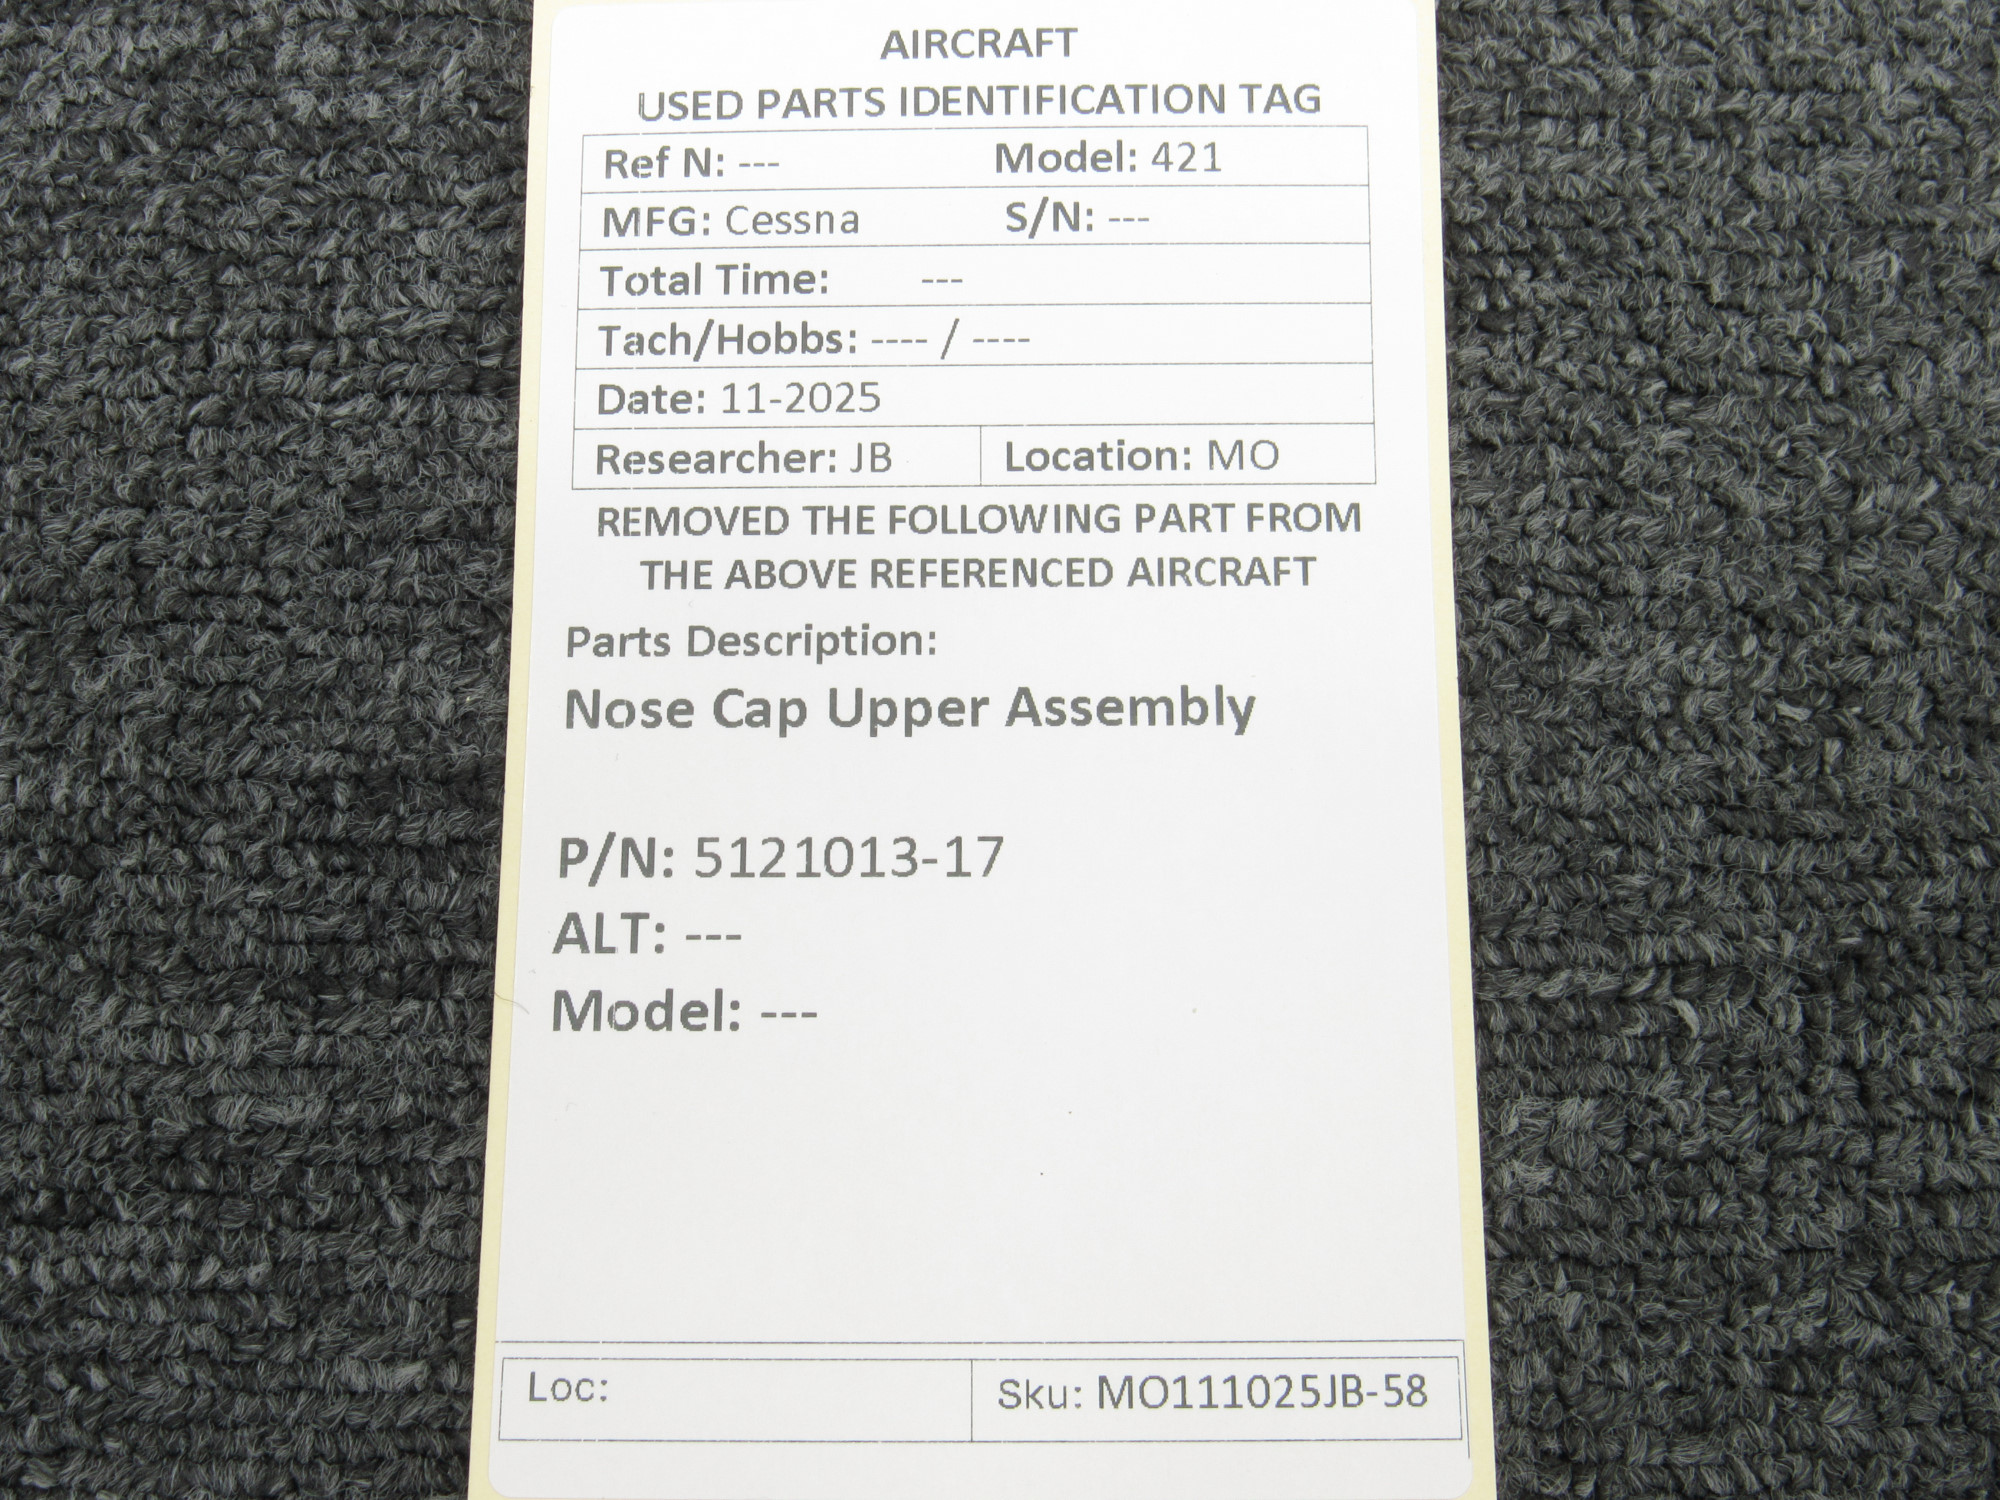 AIRCRAFT
USED PARTS IDENTIFICATION TAG
Ref N: --- Model: 421
MFG: Cessna S/N: ---
Total Time: ---
Tach/Hobbs: ---- / ----
Date: 11-2025
Researcher: JB Location: MO
REMOVED THE FOLLOWING PART FROM
THE ABOVE REFERENCED AIRCRAFT
Parts Description:
Nose Cap Upper Assembly
P/N: 5121013-17
ALT: ---
Model: ---
Loc: Sku: MO111025JB-58